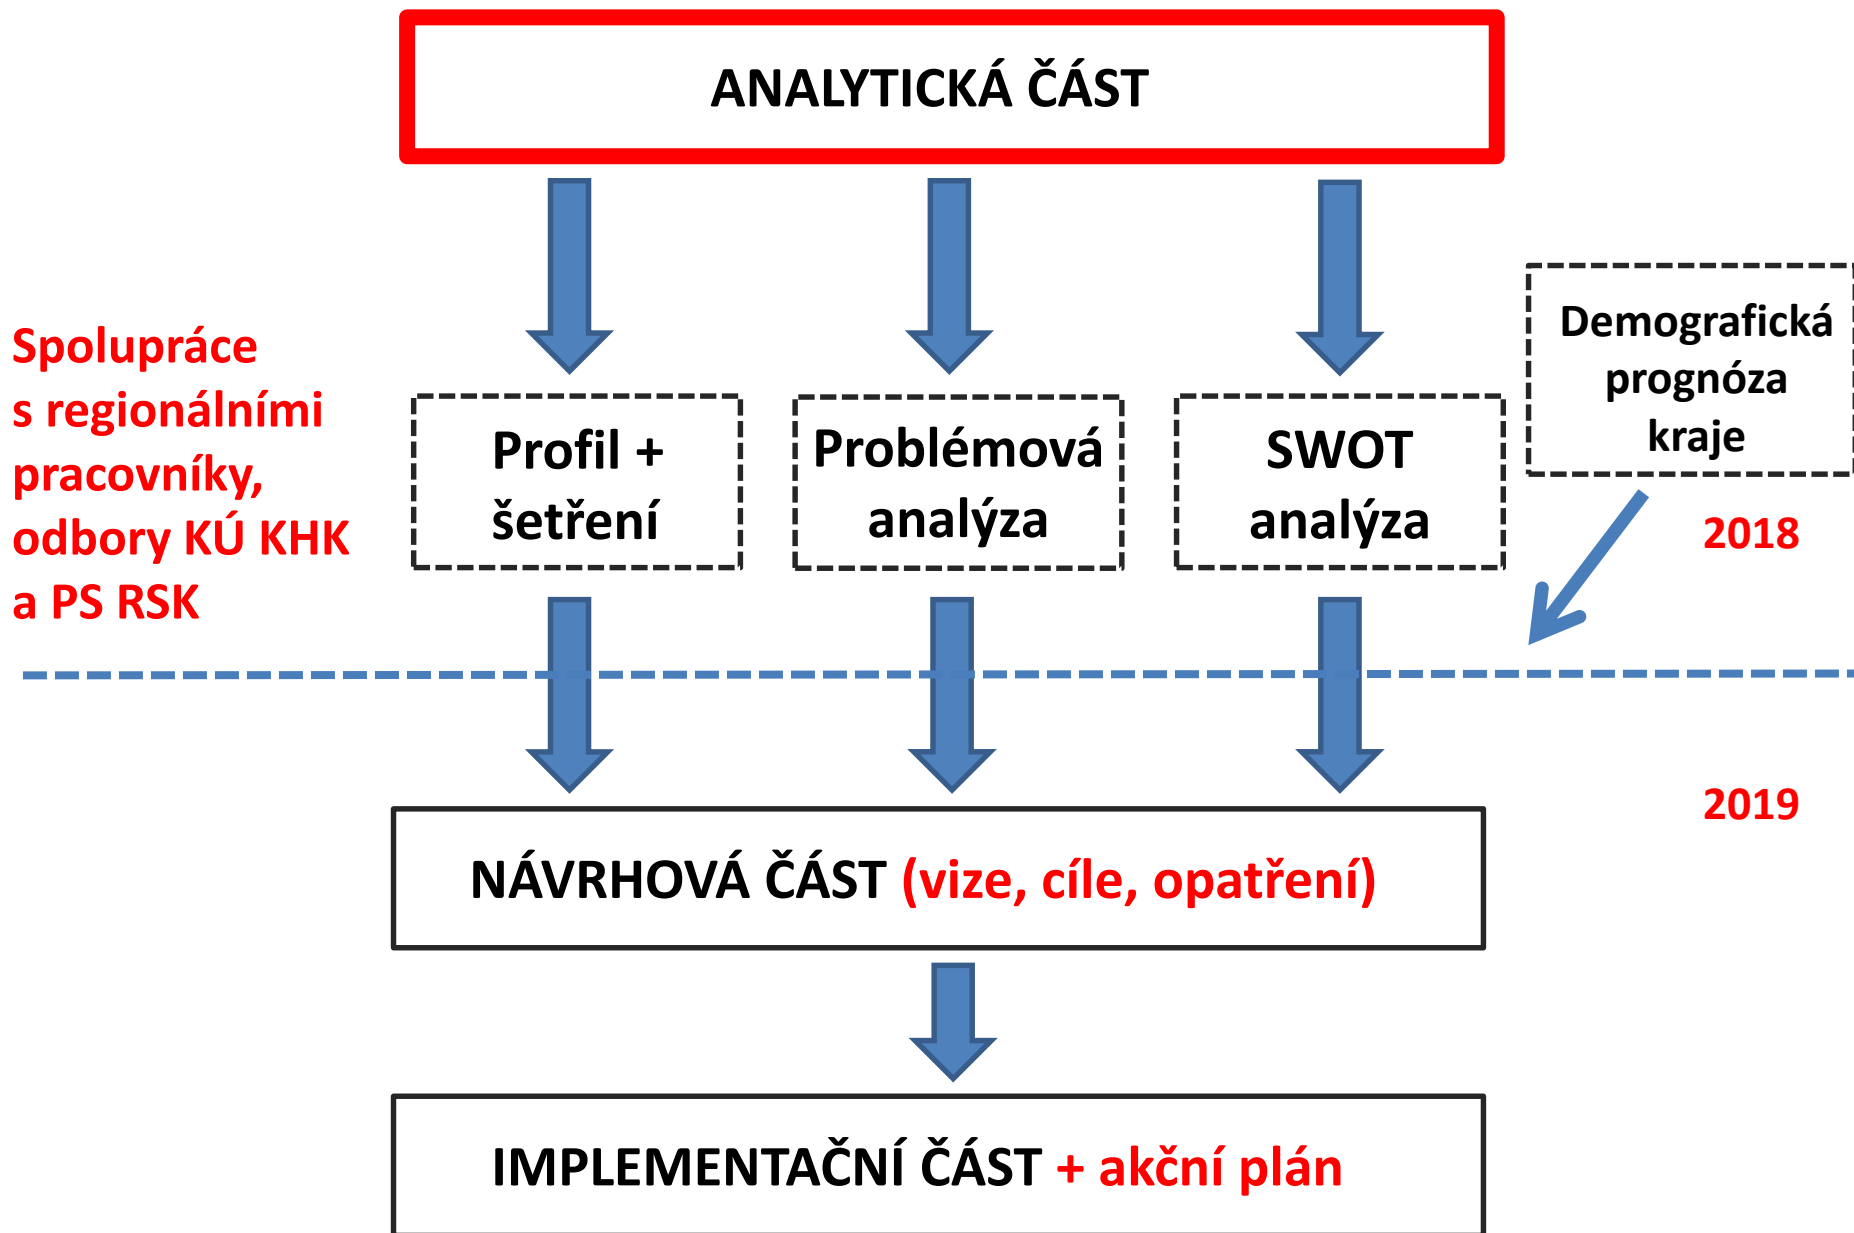 ANALYTICKÁ ČÁST
Spolupráce
s regionálními
pracovníky,
odbory KÚ KHK
a PS RSK
Profil +
šetření
Problémová
analýza
SWOT
analýza
Demografická
prognóza
kraje
2018
2019
NÁVRHOVÁ ČÁST (vize, cíle, opatření)
IMPLEMENTAČNÍ ČÁST + akční plán